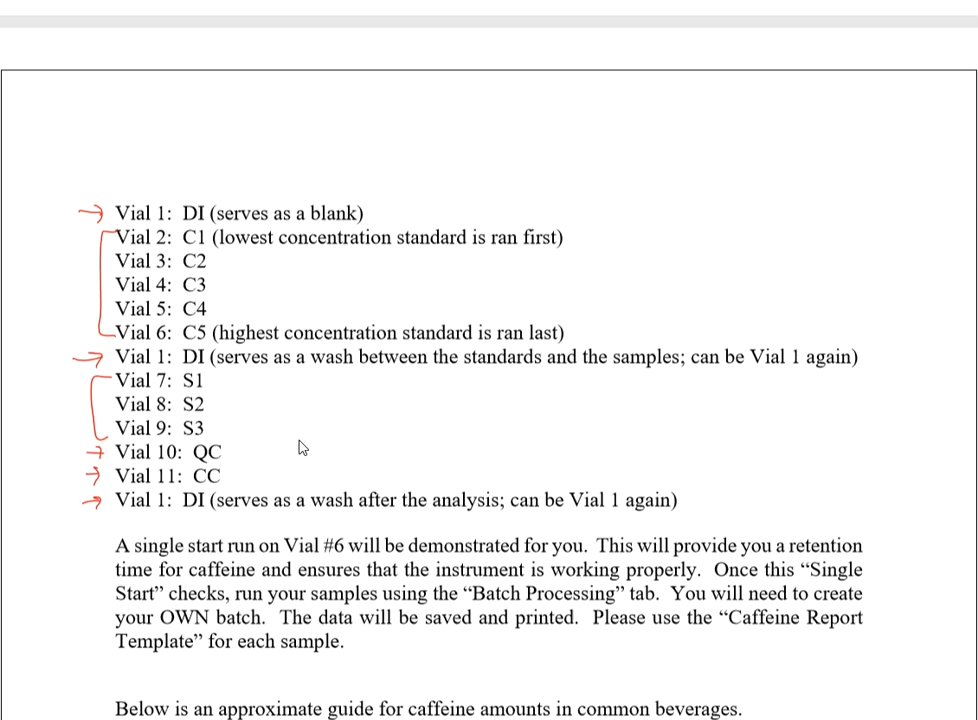 Vial 1: DI (serves as a blank)
Vial 2: C1 (lowest concentration standard is ran first)
Vial 3: C2
Vial 4: C3
Vial 5: C4
Vial 6: C5 (highest concentration standard is ran last)
Vial 1: DI (serves as a wash between the standards and the samples; can be Vial 1 again)
Vial 7: S1
Vial 8: S2
Vial 9: S3
Vial 10: QC
Vial 11: CC
Vial 1: DI (serves as a wash after the analysis; can be Vial 1 again)
A single start run on Vial #6 will be demonstrated for you. This will provide you a retention
time for caffeine and ensures that the instrument is working properly. Once this “Single
Start” checks, run your samples using the “Batch Processing” tab. You will need to create
your OWN batch. The data will be saved and printed. Please use the “Caffeine Report
Template” for each sample.
Below is an approximate guide for caffeine amounts in common beverages.